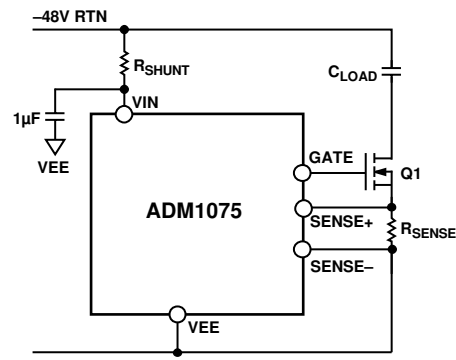 –48V RTN
RSHUNT
CLOAD
1µF
VIN
VEE
GATE
Q1
ADM1075
SENSE+
RSENSE
SENSE–
VEE